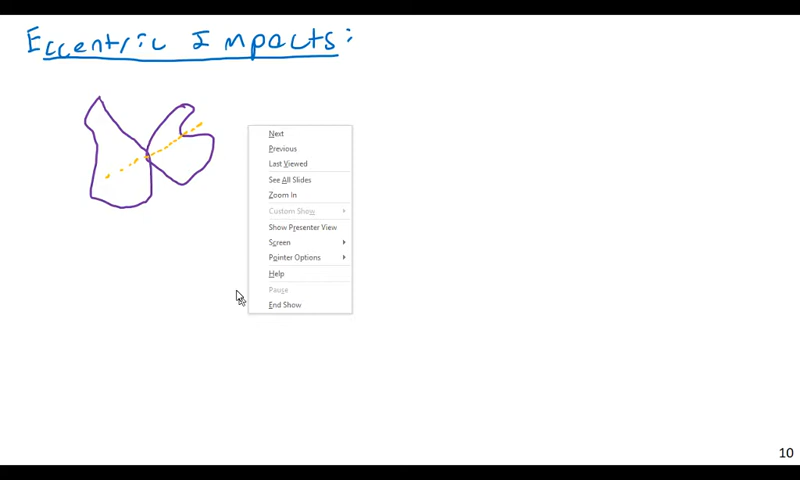 Eccentric Impacts:
Next
Previous
Last Viewed
See All Slides
Zoom In
Custom Show
Show Presenter View
Screen
Pointer Options
Help
Pause
End Show
10